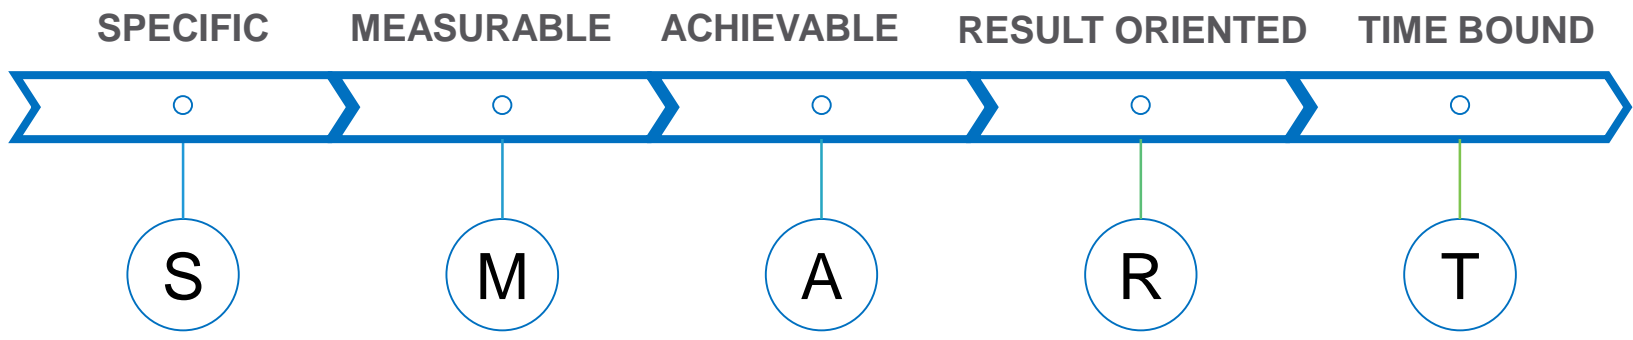 SPECIFIC MEASURABLE ACHIEVABLE RESULT ORIENTED TIME BOUND
S M A R T